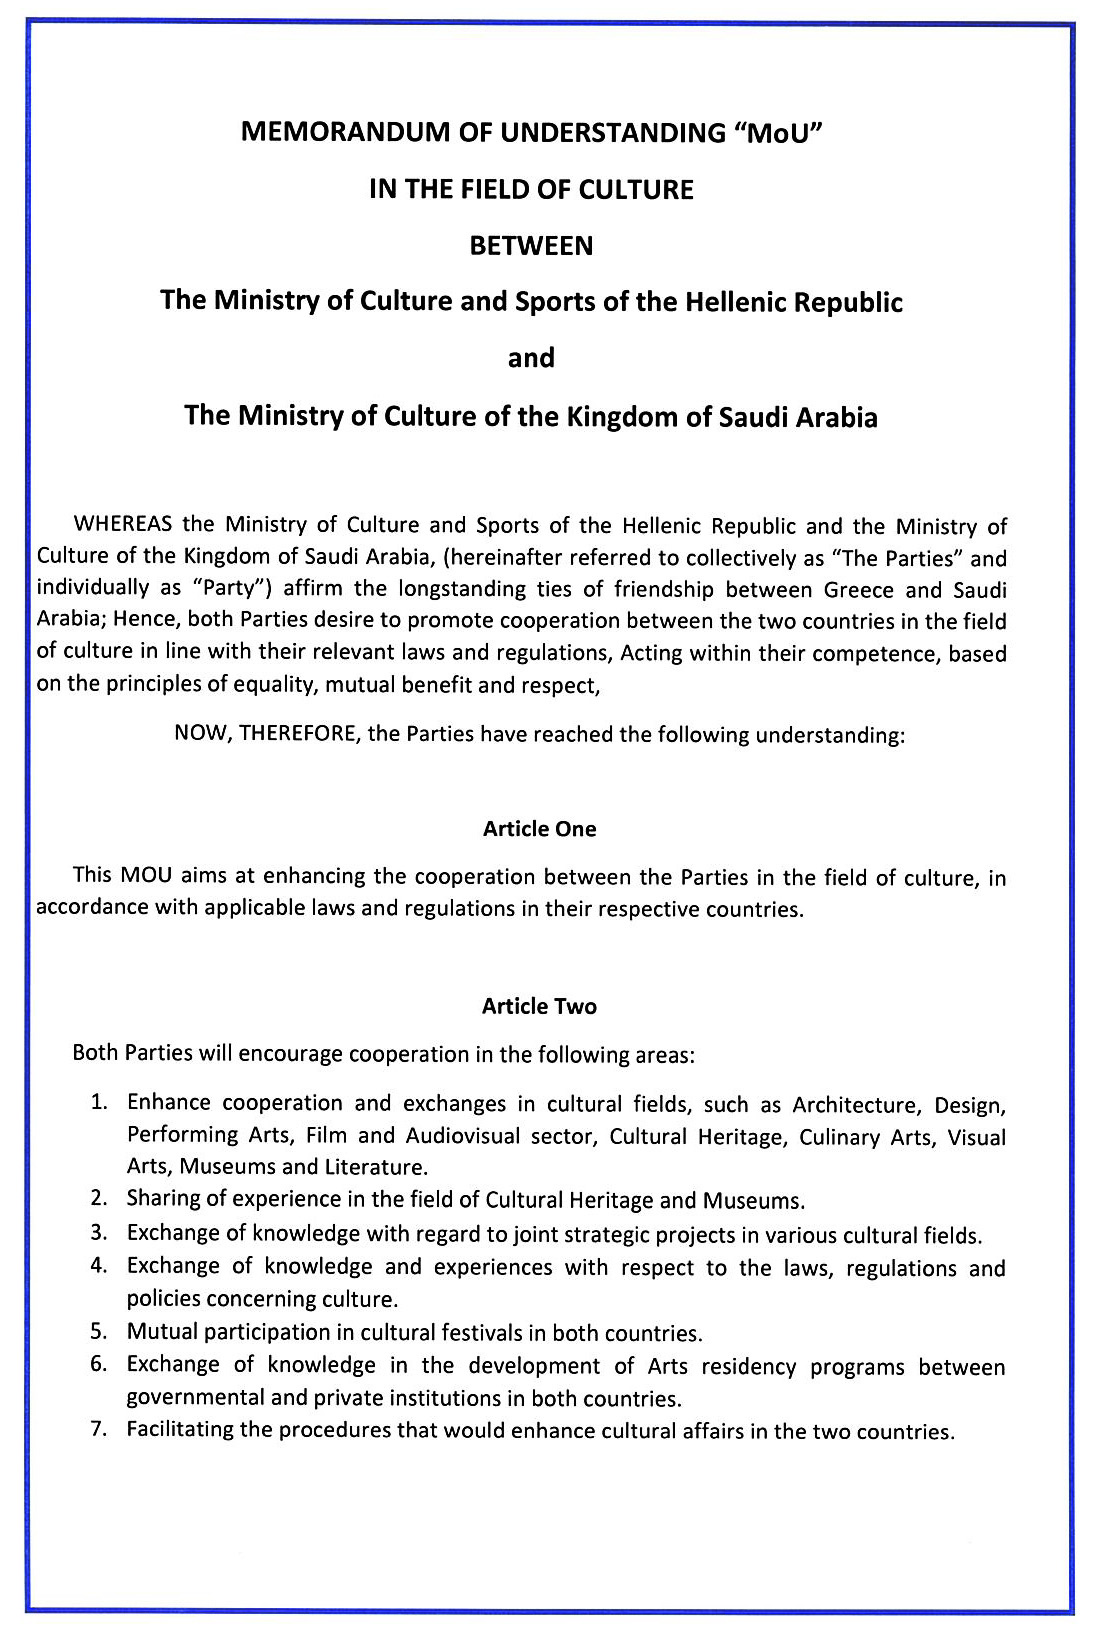 MEMORANDUM OF UNDERSTANDING “MoU”
IN THE FIELD OF CULTURE
BETWEEN
The Ministry of Culture and Sports of the Hellenic Republic
and
The Ministry of Culture of the Kingdom of Saudi Arabia
WHEREAS the Ministry of Culture and Sports of the Hellenic Republic and the Ministry of
Culture of the Kingdom of Saudi Arabia, (hereinafter referred to collectively as “The Parties” and
individually as “Party”) affirm the longstanding ties of friendship between Greece and Saudi
Arabia; Hence, both Parties desire to promote cooperation between the two countries in the field
of culture in line with their relevant laws and regulations, Acting within their competence, based
on the principles of equality, mutual benefit and respect,
NOW, THEREFORE, the Parties have reached the following understanding:
Article One
This MOU aims at enhancing the cooperation between the Parties in the field of culture, in
accordance with applicable laws and regulations in their respective countries.
Article Two
Both Parties will encourage cooperation in the following areas:
1. Enhance cooperation and exchanges in cultural fields, such as Architecture, Design,
Performing Arts, Film and Audiovisual sector, Cultural Heritage, Culinary Arts, Visual
Arts, Museums and Literature.
2. Sharing of experience in the field of Cultural Heritage and Museums.
3. Exchange of knowledge with regard to joint strategic projects in various cultural fields.
4. Exchange of knowledge and experiences with respect to the laws, regulations and
policies concerning culture.
5. Mutual participation in cultural festivals in both countries.
6. Exchange of knowledge in the development of Arts residency programs between
governmental and private institutions in both countries.
7. Facilitating the procedures that would enhance cultural affairs in the two countries.